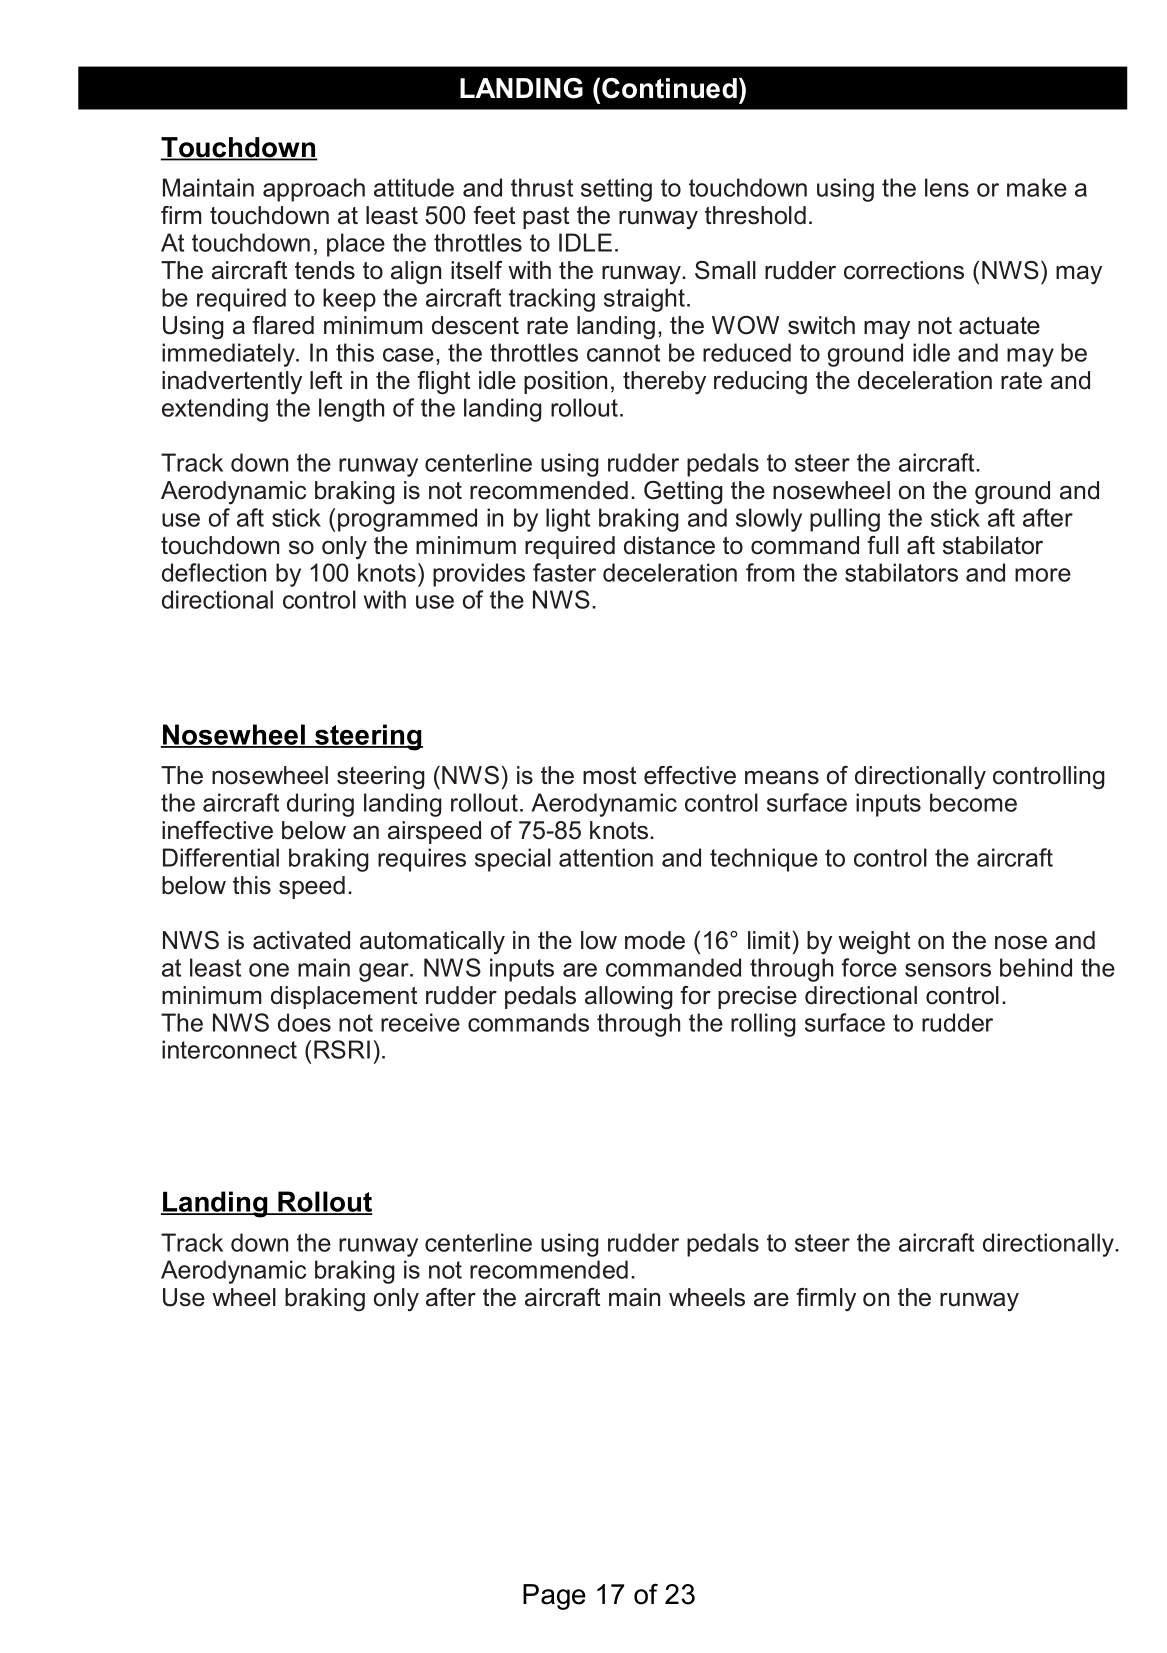 LANDING (Continued)
Touchdown
Maintain approach attitude and thrust setting to touchdown using the lens or make a
firm touchdown at least 500 feet past the runway threshold.
At touchdown, place the throttles to IDLE.
The aircraft tends to align itself with the runway. Small rudder corrections (NWS) may
be required to keep the aircraft tracking straight.
Using a flared minimum descent rate landing, the WOW switch may not actuate
immediately. In this case, the throttles cannot be reduced to ground idle and may be
inadvertently left in the flight idle position, thereby reducing the deceleration rate and
extending the length of the landing rollout.
Track down the runway centerline using rudder pedals to steer the aircraft.
Aerodynamic braking is not recommended. Getting the nosewheel on the ground and
use of aft stick (programmed in by light braking and slowly pulling the stick aft after
touchdown so only the minimum required distance to command full aft stabilator
deflection by 100 knots) provides faster deceleration from the stabilators and more
directional control with use of the NWS.
Nosewheel steering
The nosewheel steering (NWS) is the most effective means of directionally controlling
the aircraft during landing rollout. Aerodynamic control surface inputs become
ineffective below an airspeed of 75-85 knots.
Differential braking requires special attention and technique to control the aircraft
below this speed.
NWS is activated automatically in the low mode (16° limit) by weight on the nose and
at least one main gear. NWS inputs are commanded through force sensors behind the
minimum displacement rudder pedals allowing for precise directional control.
The NWS does not receive commands through the rolling surface to rudder
interconnect (RSRI).
Landing Rollout
Track down the runway centerline using rudder pedals to steer the aircraft directionally.
Aerodynamic braking is not recommended.
Use wheel braking only after the aircraft main wheels are firmly on the runway
Page 17 of 23